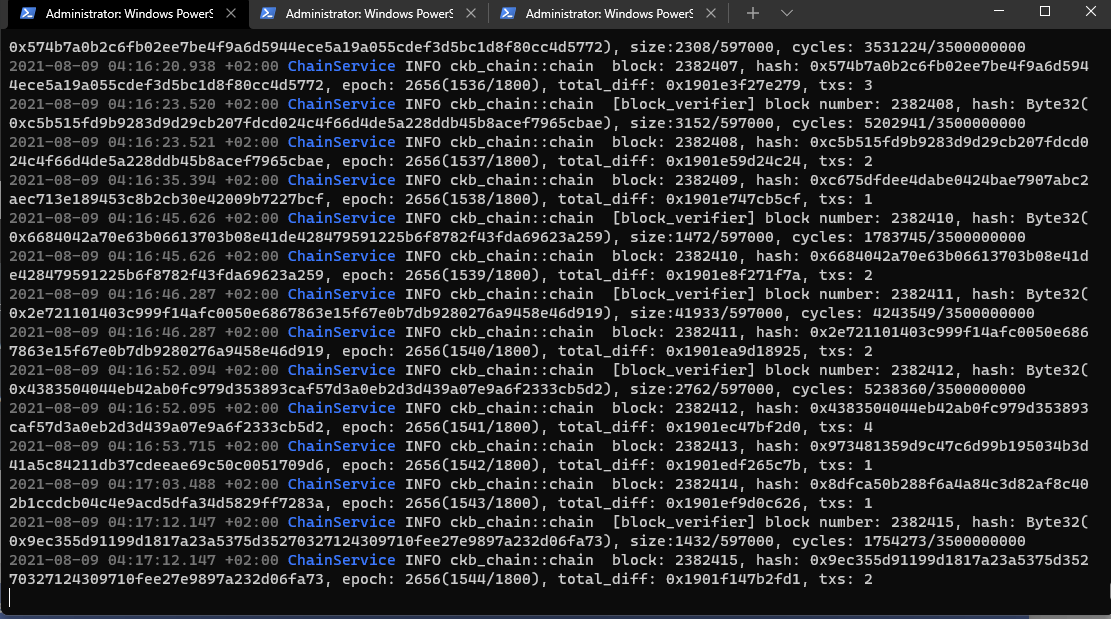 Administrator: Windows PowerS
Administrator: Windows PowerS
Administrator: Windows PowerS
0x574b7a0b2c6fb02ee7be4f9a6d5944ece5a19a055cdef3d5bc1d8f80cc4d5772), size:2308/597000, cycles: 3531224/3500000000
2021-08-09 04:16:20.938 +02:00 ChainService INFO ckb_chain::chain  block: 2382407, hash: 0x574b7a0b2c6fb02ee7be4f9a6d594
4ece5a19a055cdef3d5bc1d8f80cc4d5772, epoch: 2656(1536/1800), total_diff: 0x1901e3f27e279, txs: 3
2021-08-09 04:16:23.520 +02:00 ChainService INFO ckb_chain::chain  [block_verifier] block number: 2382408, hash: Byte32(
0xc5b515fd9b9283d9d29cb207fdcd024c4f66d4de5a228ddb45b8acef7965cbae), size:3152/597000, cycles: 5202941/3500000000
2021-08-09 04:16:23.521 +02:00 ChainService INFO ckb_chain::chain  block: 2382408, hash: 0xc5b515fd9b9283d9d29cb207fdcd0
24c4f66d4de5a228ddb45b8acef7965cbae, epoch: 2656(1537/1800), total_diff: 0x1901e59d24c24, txs: 2
2021-08-09 04:16:35.394 +02:00 ChainService INFO ckb_chain::chain  block: 2382409, hash: 0xc675dfdee4dabe0424bae7907abc2
aec713e189453c8b2cb30e42009b7227bcf, epoch: 2656(1538/1800), total_diff: 0x1901e747cb5cf, txs: 1
2021-08-09 04:16:45.626 +02:00 ChainService INFO ckb_chain::chain  [block_verifier] block number: 2382410, hash: Byte32(
0x6684042a70e63b06613703b08e41de428479591225b6f8782f43fda69623a259), size:1472/597000, cycles: 1783745/3500000000
2021-08-09 04:16:45.626 +02:00 ChainService INFO ckb_chain::chain  block: 2382410, hash: 0x6684042a70e63b06613703b08e41d
e428479591225b6f8782f43fda69623a259, epoch: 2656(1539/1800), total_diff: 0x1901e8f271f7a, txs: 2
2021-08-09 04:16:46.287 +02:00 ChainService INFO ckb_chain::chain  [block_verifier] block number: 2382411, hash: Byte32(
0x2e721101403c999f14afc0050e6867863e15f67e0b7db9280276a9458e46d919), size:41933/597000, cycles: 4243549/3500000000
2021-08-09 04:16:46.287 +02:00 ChainService INFO ckb_chain::chain  block: 2382411, hash: 0x2e721101403c999f14afc0050e686
7863e15f67e0b7db9280276a9458e46d919, epoch: 2656(1540/1800), total_diff: 0x1901ea9d18925, txs: 2
2021-08-09 04:16:52.094 +02:00 ChainService INFO ckb_chain::chain  [block_verifier] block number: 2382412, hash: Byte32(
0x4383504044eb42ab0fc979d353893caf57d3a0eb2d3d439a07e9a6f2333cb5d2), size:2762/597000, cycles: 5238360/3500000000
2021-08-09 04:16:52.095 +02:00 ChainService INFO ckb_chain::chain  block: 2382412, hash: 0x4383504044eb42ab0fc979d353893
caf57d3a0eb2d3d439a07e9a6f2333cb5d2, epoch: 2656(1541/1800), total_diff: 0x1901ec47bf2d0, txs: 4
2021-08-09 04:16:53.715 +02:00 ChainService INFO ckb_chain::chain  block: 2382413, hash: 0x973481359d9c47c6d99b195034b3d
41a5c84211db37cdeeae69c50c0051709d6, epoch: 2656(1542/1800), total_diff: 0x1901edf265c7b, txs: 1
2021-08-09 04:17:03.488 +02:00 ChainService INFO ckb_chain::chain  block: 2382414, hash: 0x8dfca50b288f6a4a84c3d82af8c40
2b1ccdcb04c4e9acd5dfa34d5829ff7283a, epoch: 2656(1543/1800), total_diff: 0x1901ef9d0c626, txs: 1
2021-08-09 04:17:12.147 +02:00 ChainService INFO ckb_chain::chain  [block_verifier] block number: 2382415, hash: Byte32(
0x9ec355d91199d1817a23a5375d35270327124309710fee27e9897a232d06fa73), size:1432/597000, cycles: 1754273/3500000000
2021-08-09 04:17:12.147 +02:00 ChainService INFO ckb_chain::chain  block: 2382415, hash: 0x9ec355d91199d1817a23a5375d352
70327124309710fee27e9897a232d06fa73, epoch: 2656(1544/1800), total_diff: 0x1901f147b2fd1, txs: 2